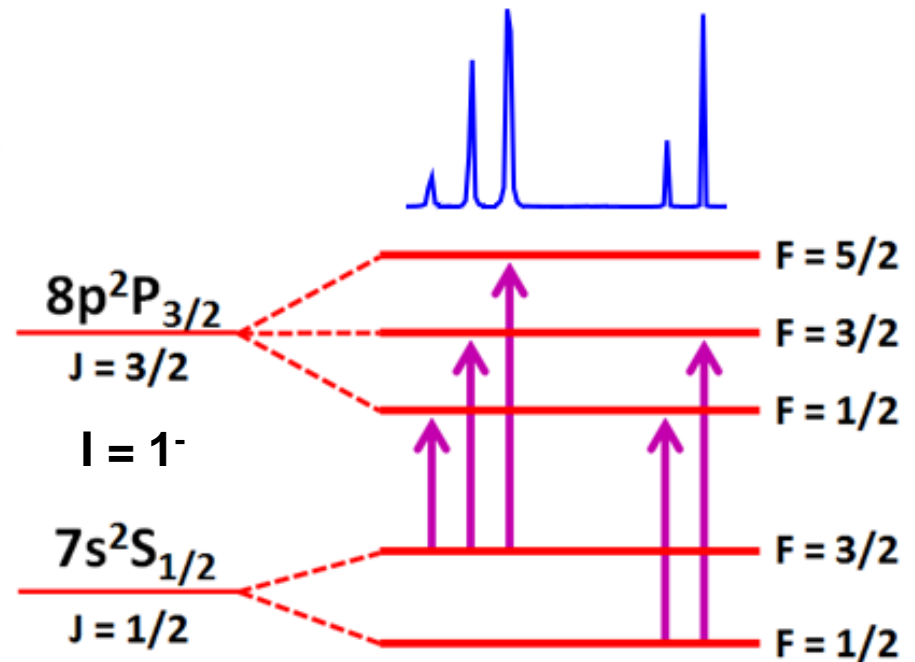 F = 5/2
8p²P₃/₂
F = 3/2
J = 3/2
F = 1/2
I = 1⁻
7s²S₁/₂
F = 3/2
J = 1/2
F = 1/2